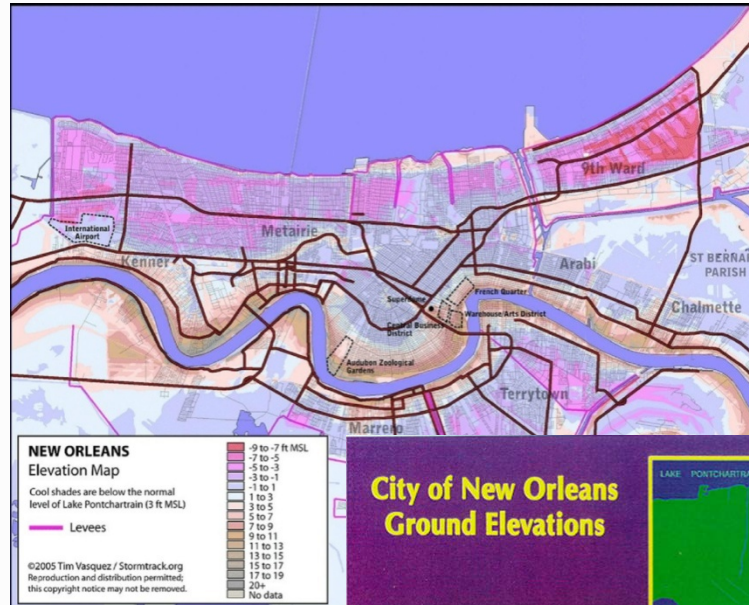 9th Ward
International
Airport
Metairie
Kenner
Arabi
ST BERNA
PARISH
French Quarter
Superdome
Warehouse/Arts District
Chalmette
Central Business
District
Audubon Zoological
Gardens
Terrytown
Marrero
NEW ORLEANS
Elevation Map
Cool shades are below the normal
level of Lake Pontchartrain (3 ft MSL)
Levees
©2005 Tim Vasquez / Stormtrack.org
Reproduction and distribution permitted;
this copyright notice may not be removed.
-9 to -7 ft MSL
-7 to -5
-5 to -3
-3 to -1
-1 to 1
1 to 3
3 to 5
5 to 7
7 to 9
9 to 11
11 to 13
13 to 15
15 to 17
17 to 19
20+
No data
City of New Orleans
Ground Elevations
LAKE PONTCHARTRA